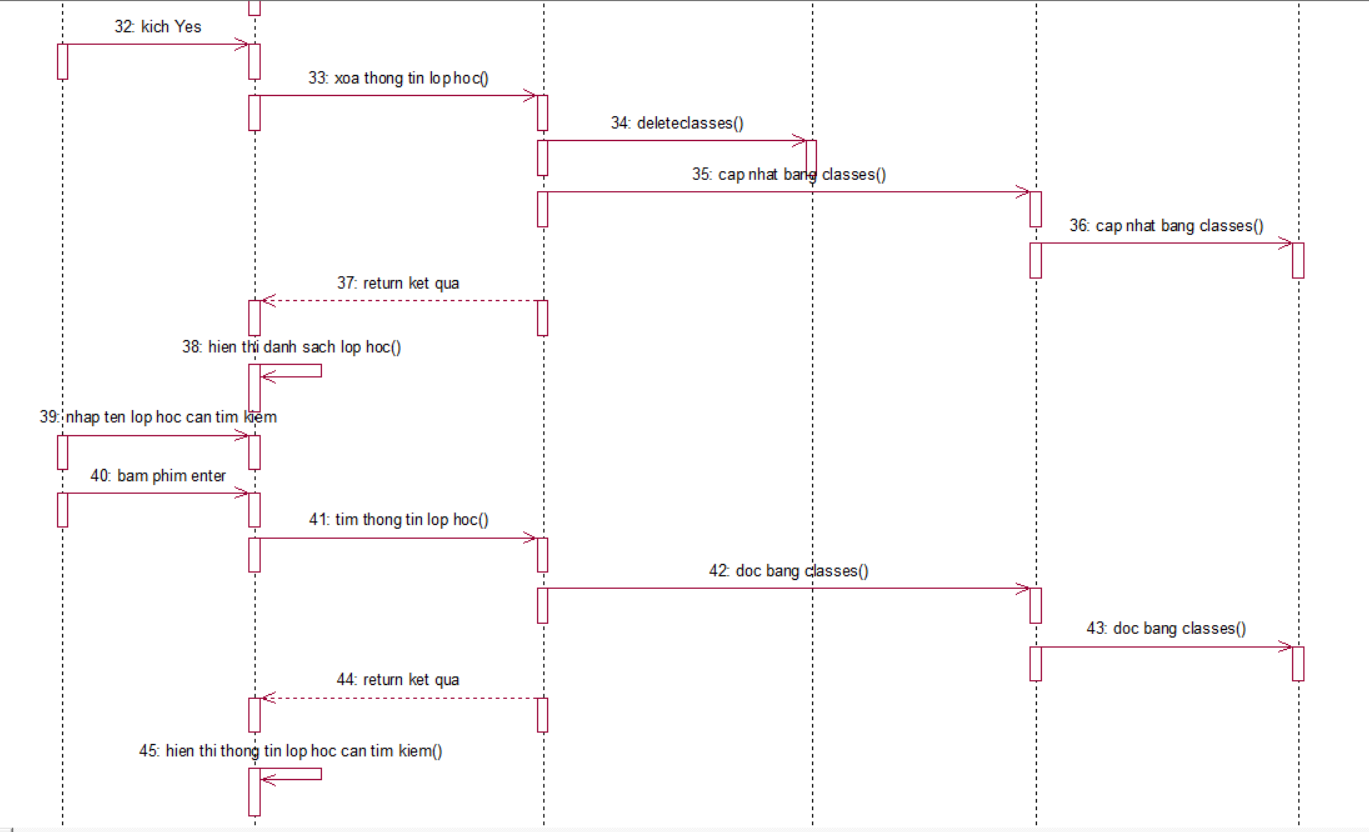 32: kich Yes
33: xoa thong tin lop hoc()
34: deleteclasses()
35: cap nhat bang classes()
36: cap nhat bang classes()
37: return ket qua
38: hien thi danh sach lop hoc()
39: nhap ten lop hoc can tim kiem
40: bam phim enter
41: tim thong tin lop hoc()
42: doc bang classes()
43: doc bang classes()
44: return ket qua
45: hien thi thong tin lop hoc can tim kiem()